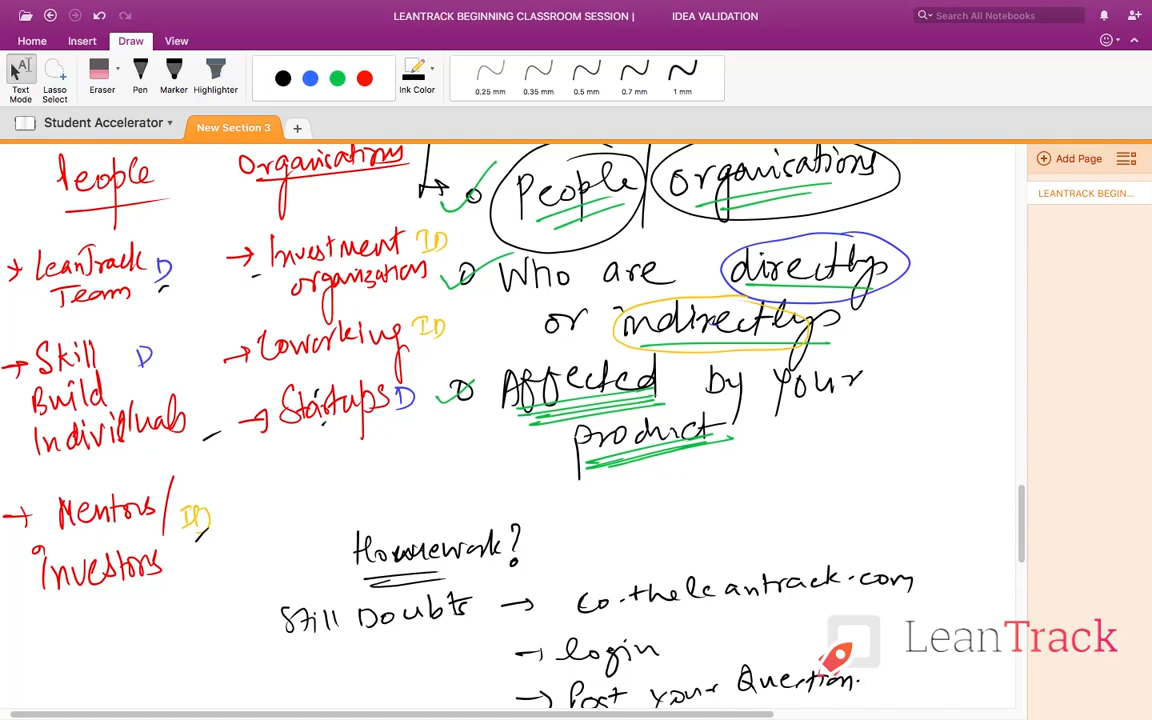 LEANTRACK BEGINNING CLASSROOM SESSION | IDEA VALIDATION
Search All Notebooks
Home Insert Draw View
Text Mode
Lasso Select
Eraser
Pen
Marker
Highlighter
Ink Color
0.25 mm
0.35 mm
0.5 mm
0.7 mm
1 mm
Student Accelerator
New Section 3
+
Add Page
LEANTRACK BEGIN...
People
→ LeanTrack D
Team
→ Skill D
Build
Individuals
→ Mentors/ ID
Investors
Organisations
→ Investment ID
organization
→ Coworking ID
→ Startups D
People | organisations
Who are directly
or indirectly
Affected by your
product
Homework?
Still Doubts → co.theleantrack.com
→ login
→ Post your Question.
LeanTrack